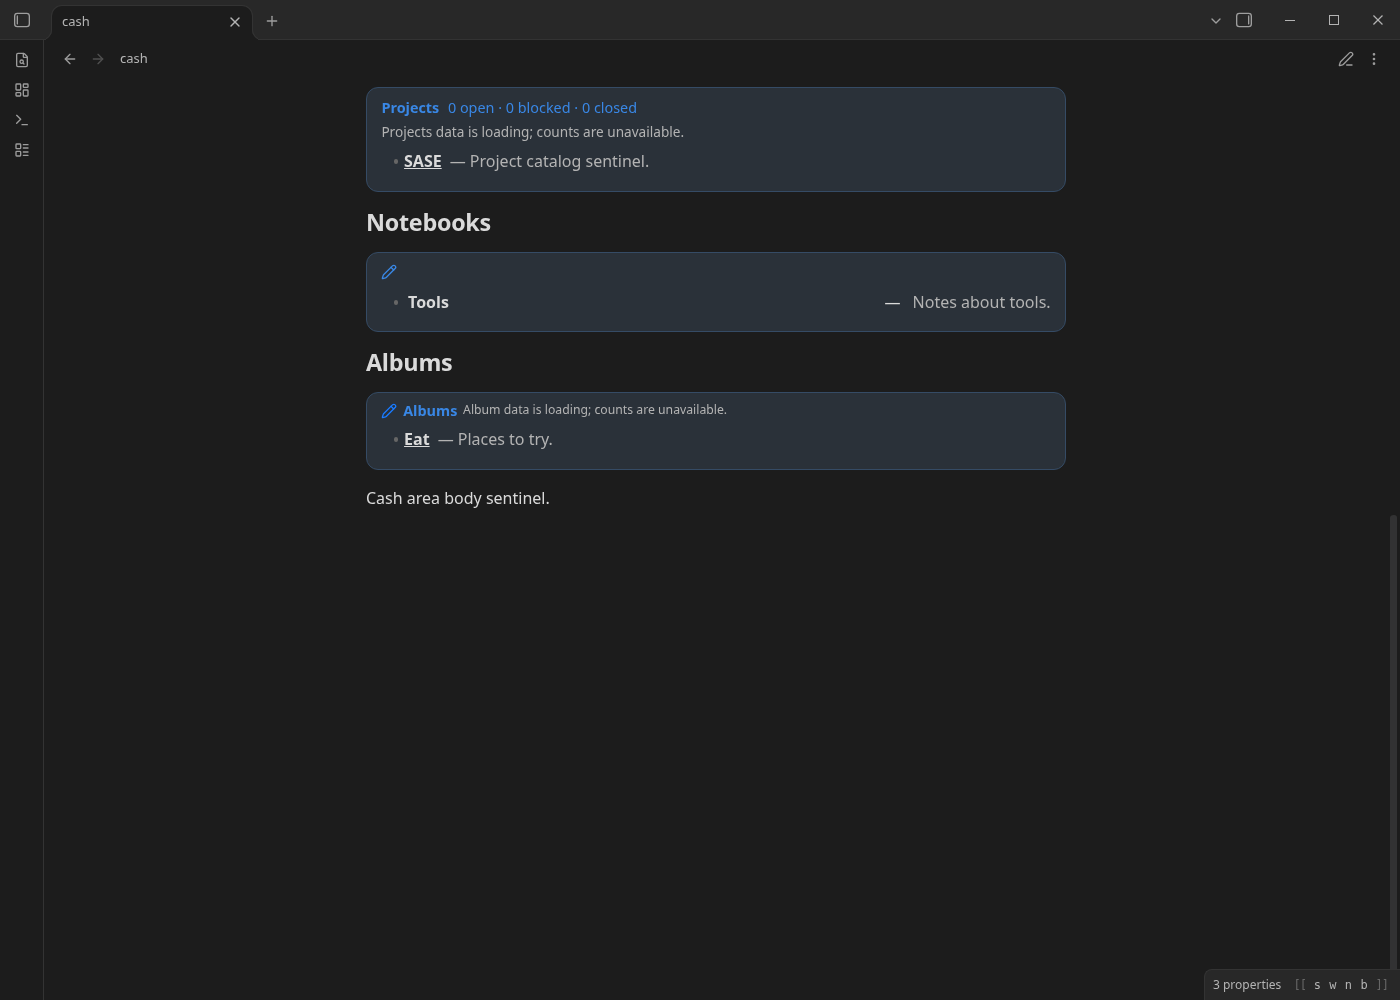 cash
cash
Projects 0 open · 0 blocked · 0 closed
Projects data is loading; counts are unavailable.
• SASE — Project catalog sentinel.
Notebooks
• Tools — Notes about tools.
Albums
Albums Album data is loading; counts are unavailable.
• Eat — Places to try.
Cash area body sentinel.
3 properties [[ s w n b ]]